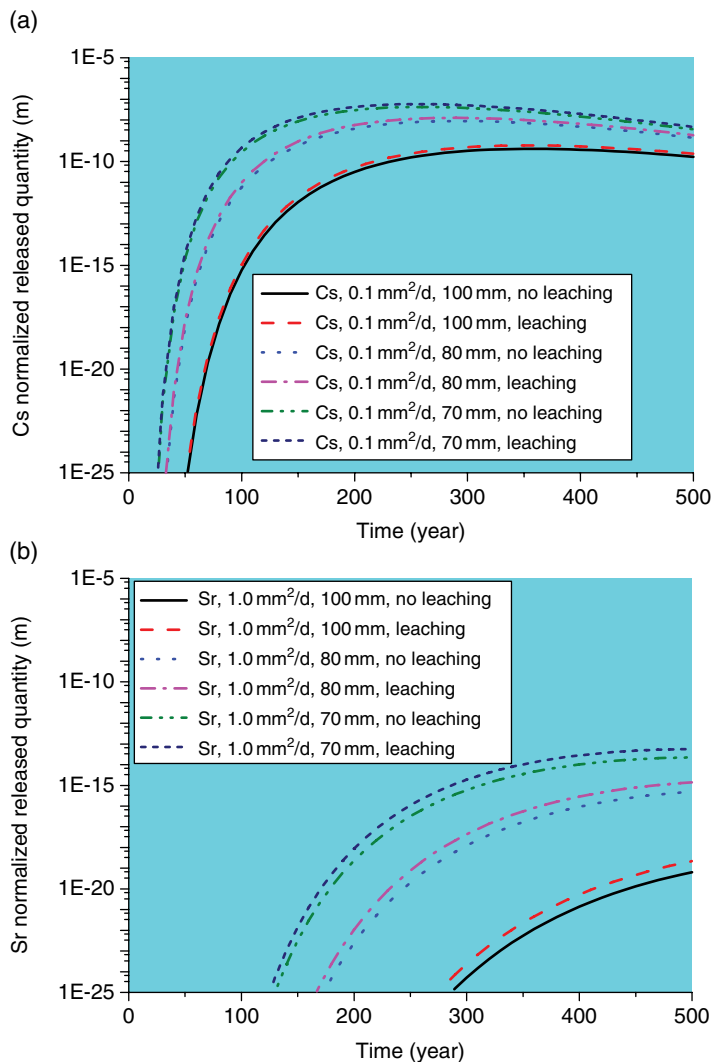 (a)
Cs normalized released quantity (m)
1E-5
1E-10
1E-15
1E-20
1E-25
Cs, 0.1 mm²/d, 100 mm, no leaching
Cs, 0.1 mm²/d, 100 mm, leaching
Cs, 0.1 mm²/d, 80 mm, no leaching
Cs, 0.1 mm²/d, 80 mm, leaching
Cs, 0.1 mm²/d, 70 mm, no leaching
Cs, 0.1 mm²/d, 70 mm, leaching
0 100 200 300 400 500
Time (year)
(b)
Sr normalized released quantity (m)
1E-5
1E-10
1E-15
1E-20
1E-25
Sr, 1.0 mm²/d, 100 mm, no leaching
Sr, 1.0 mm²/d, 100 mm, leaching
Sr, 1.0 mm²/d, 80 mm, no leaching
Sr, 1.0 mm²/d, 80 mm, leaching
Sr, 1.0 mm²/d, 70 mm, no leaching
Sr, 1.0 mm²/d, 70 mm, leaching
0 100 200 300 400 500
Time (year)